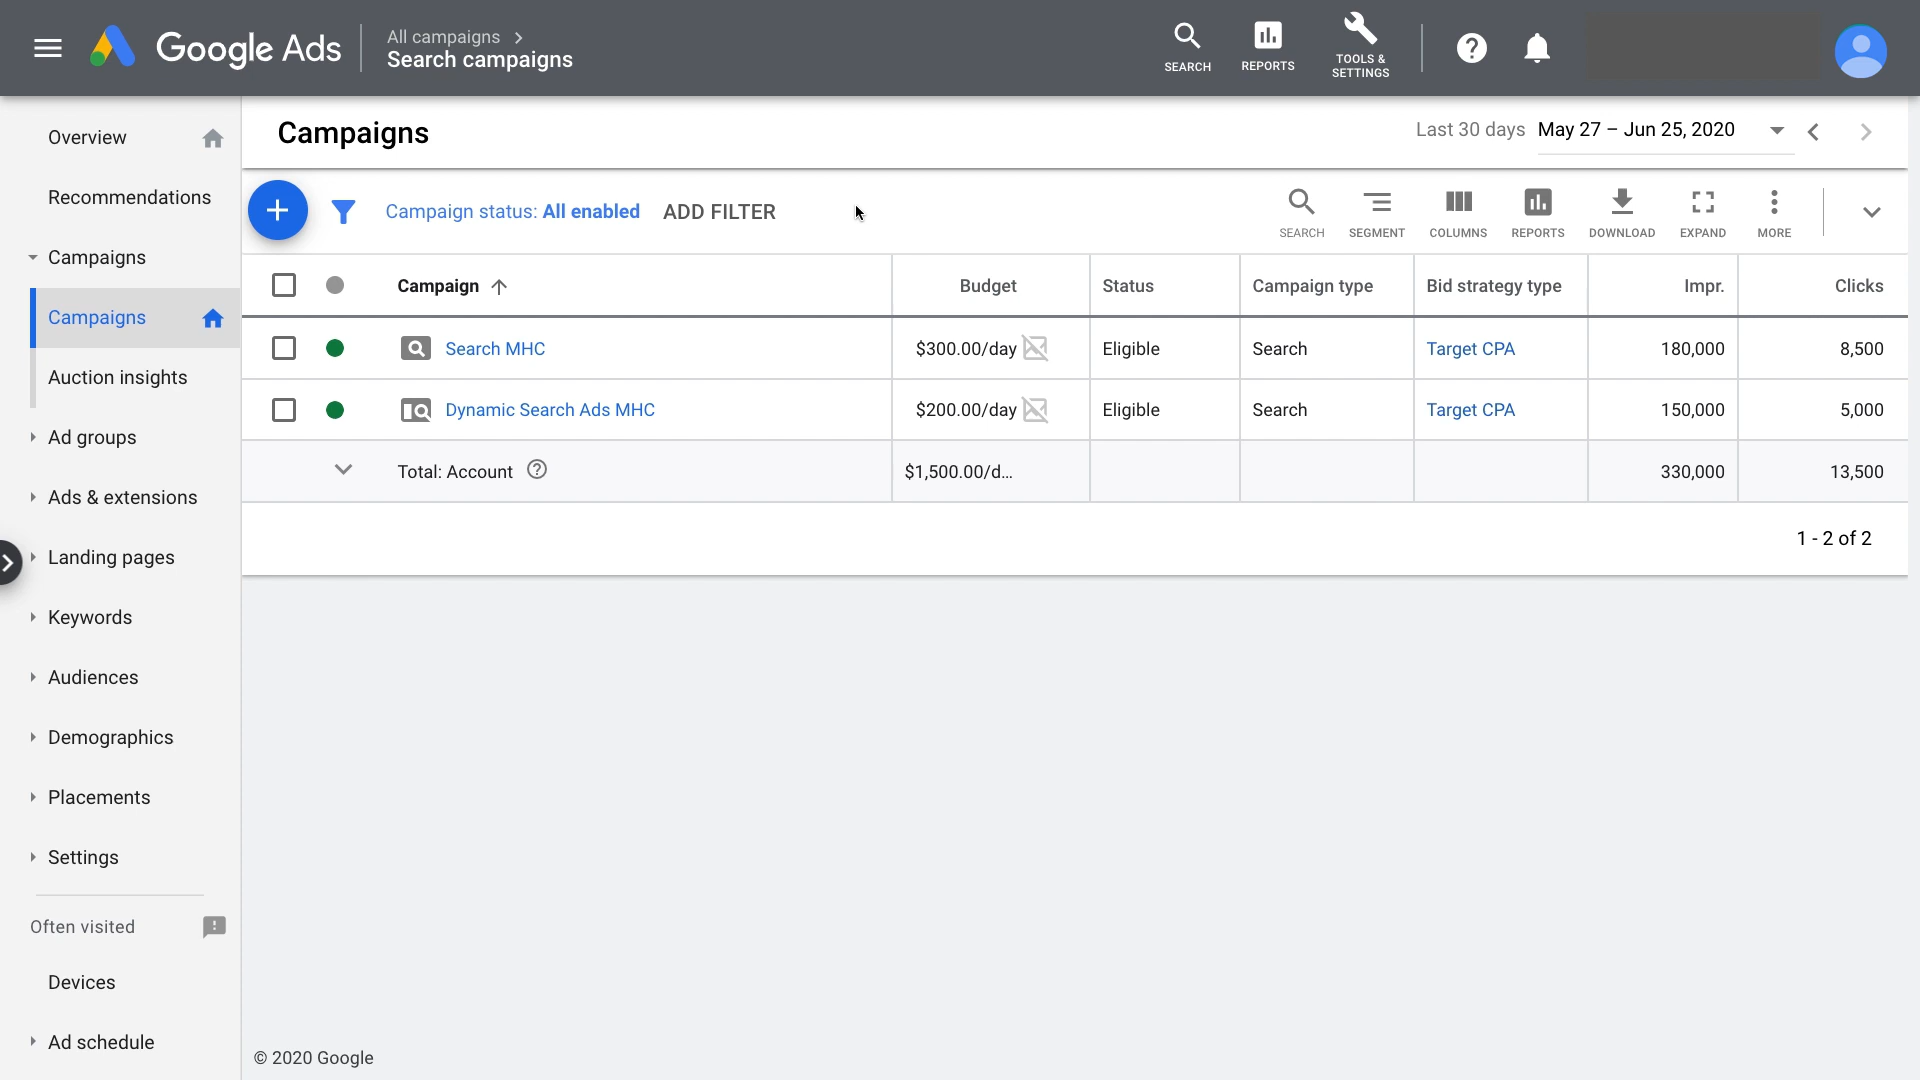 Google Ads
All campaigns
Search campaigns
SEARCH
REPORTS
TOOLS &
SETTINGS
Overview
Recommendations
Campaigns
Campaigns
Auction insights
Ad groups
Ads & extensions
Landing pages
Keywords
Audiences
Demographics
Placements
Settings
Often visited
Devices
Ad schedule
Campaigns
Last 30 days May 27 – Jun 25, 2020
Campaign status: All enabled ADD FILTER
SEARCH SEGMENT COLUMNS REPORTS DOWNLOAD EXPAND MORE
Campaign Budget Status Campaign type Bid strategy type Impr. Clicks
Search MHC $300.00/day Eligible Search Target CPA 180,000 8,500
Dynamic Search Ads MHC $200.00/day Eligible Search Target CPA 150,000 5,000
Total: Account $1,500.00/d... 330,000 13,500
1 - 2 of 2
© 2020 Google